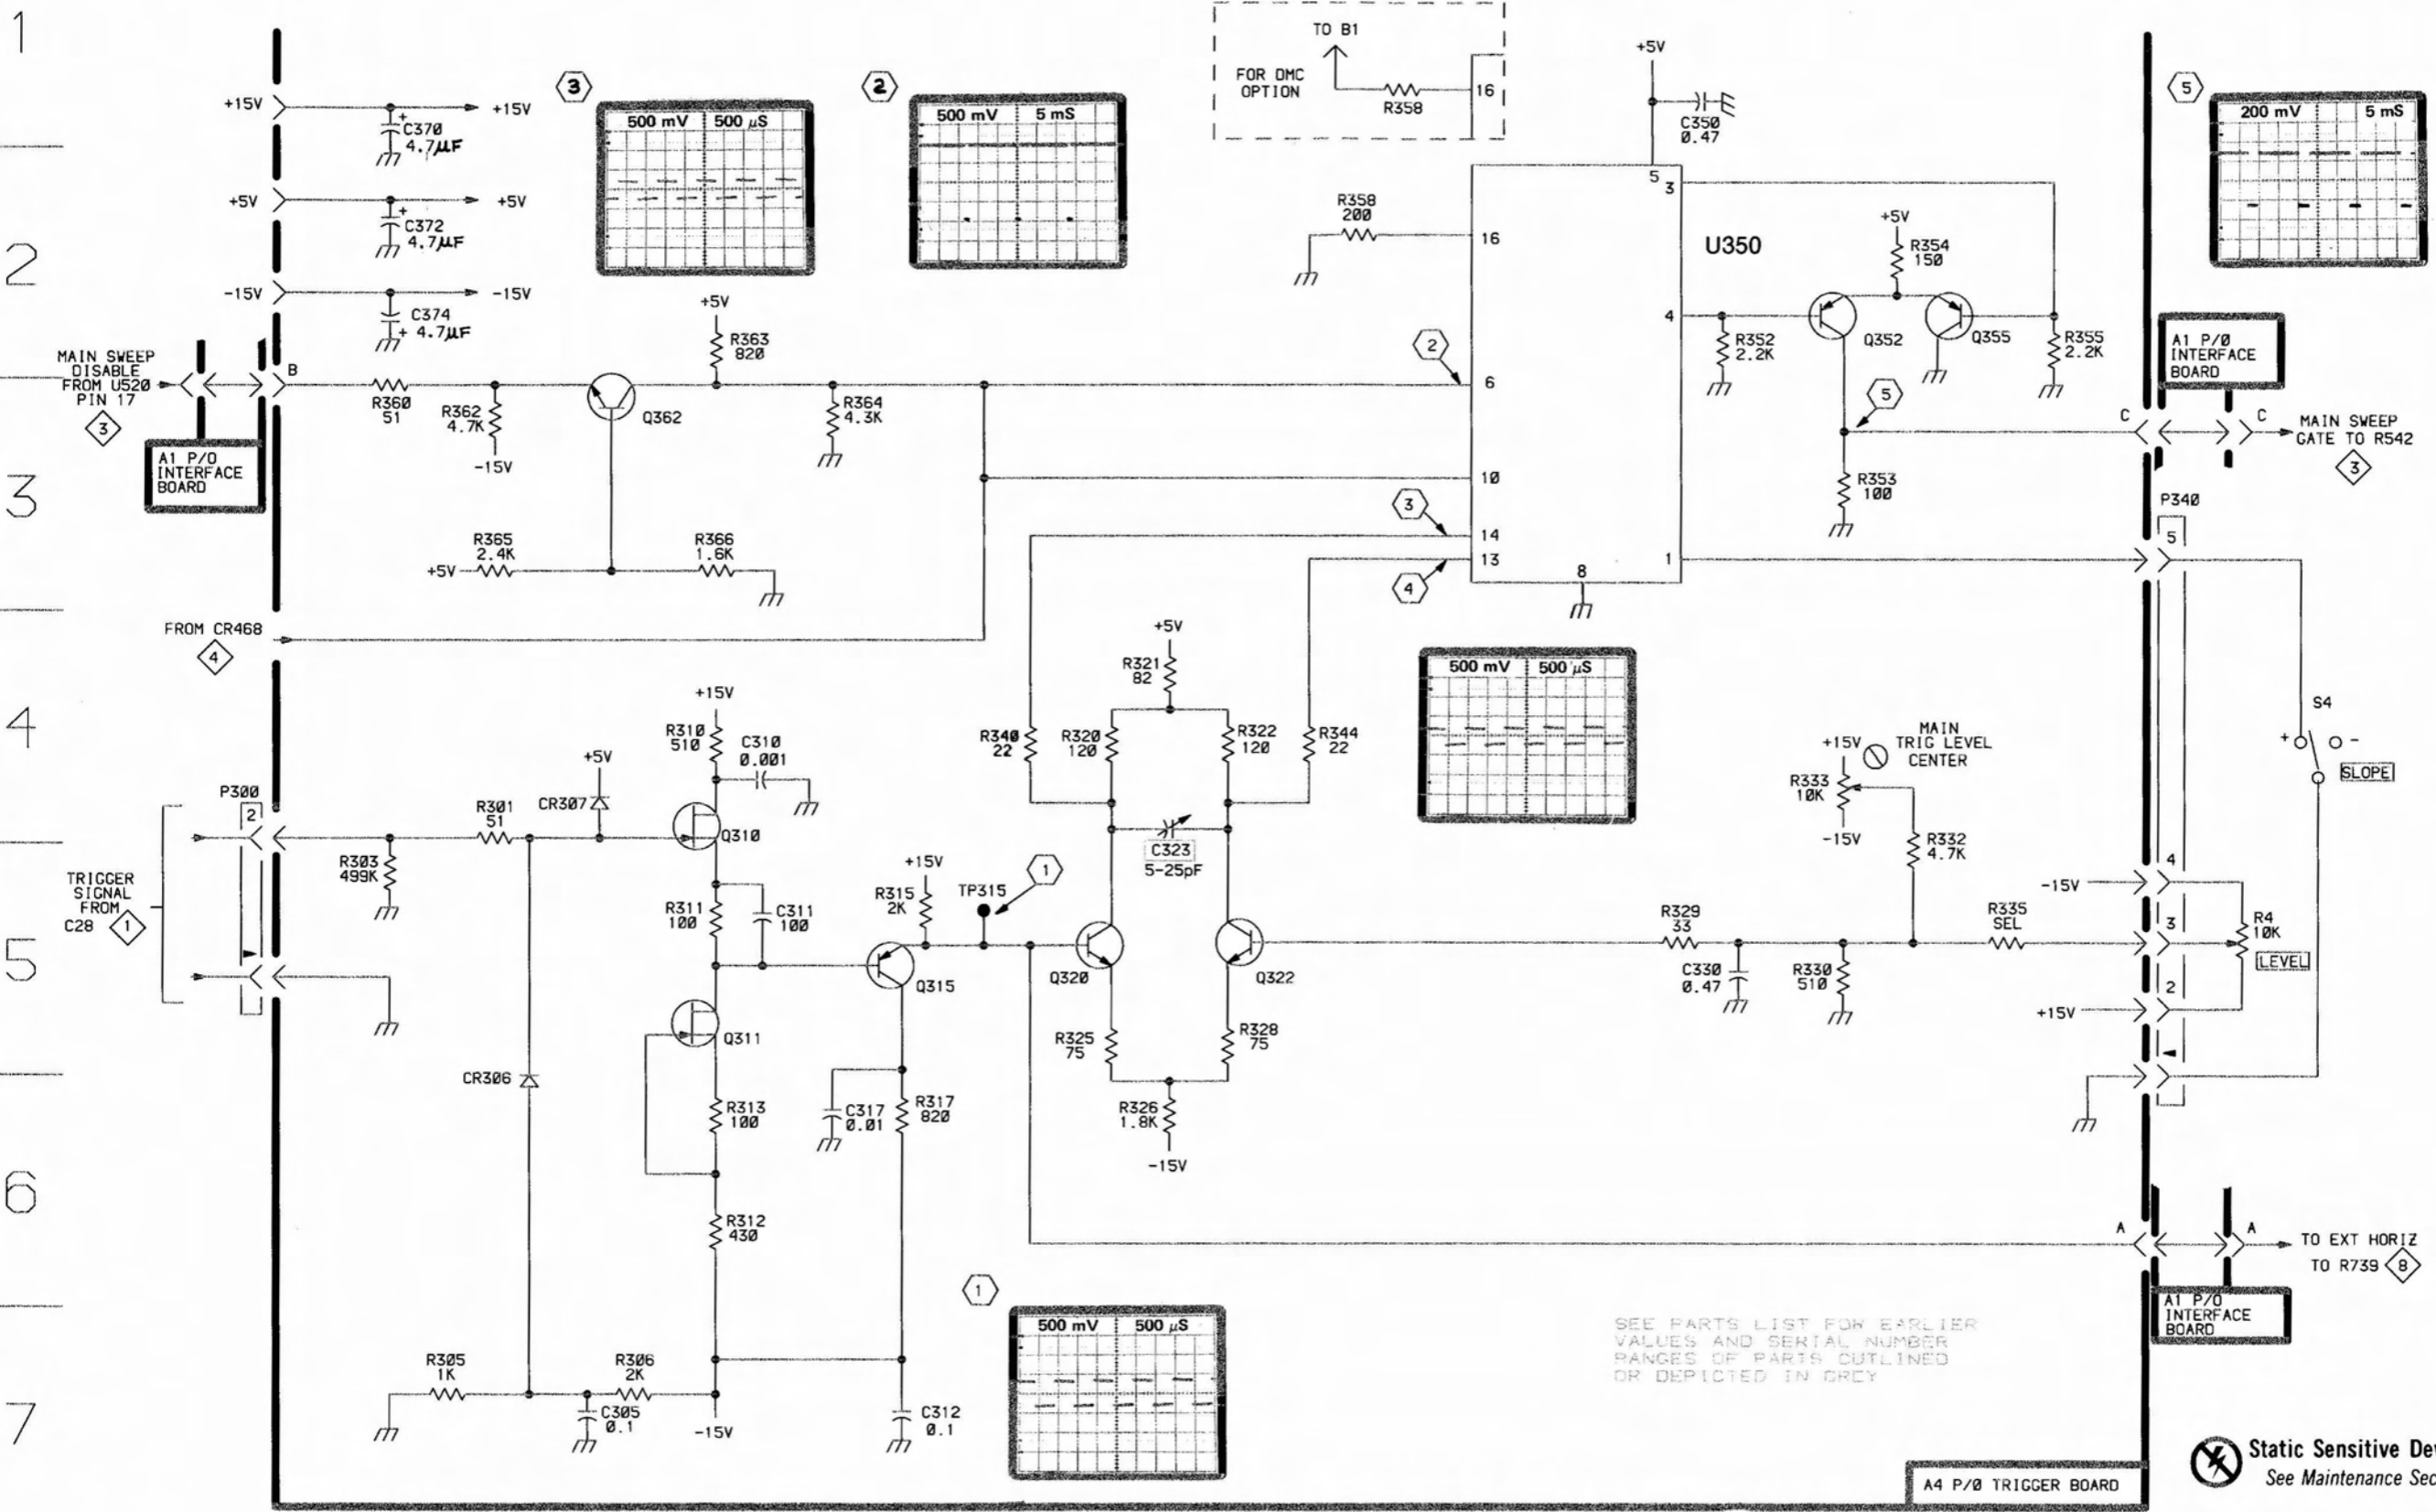 1
2
3
4
5
6
7
+15V
+15V
C370
4.7µF
+5V
+5V
C372
4.7µF
-15V
-15V
C374
4.7µF
3
500 mV 500 µS
2
500 mV 5 mS
TO B1
FOR DMC
OPTION
R358
16
+5V
C350
0.47
5
200 mV 5 mS
MAIN SWEEP
DISABLE
FROM U520
PIN 17
3
B
A1 P/O
INTERFACE
BOARD
R360
51
R362
4.7K
-15V
Q362
+5V
R363
820
R364
4.3K
R365
2.4K
+5V
R366
1.6K
R358
200
16
5
3
U350
4
6
10
14
13
8
1
2
3
4
+5V
R354
150
R352
2.2K
Q352
Q355
R355
2.2K
5
R353
100
A1 P/0
INTERFACE
BOARD
C
C
MAIN SWEEP
GATE TO R542
3
P340
5
FROM CR468
4
+15V
R310
510
C310
0.001
+5V
CR307
P300
2
R301
51
R303
499K
Q310
TRIGGER
SIGNAL
FROM
C28 1
R311
100
C311
100
+15V
R315
2K
TP315
1
Q315
Q311
CR306
R313
100
C317
0.01
R317
820
R312
430
R305
1K
R306
2K
C305
0.1
-15V
C312
0.1
+5V
R321
82
R340
22
R320
120
R322
120
R344
22
C323
5-25pF
Q320
Q322
R325
75
R328
75
R326
1.8K
-15V
500 mV 500 µS
MAIN
TRIG LEVEL
CENTER
+15V
R333
10K
-15V
R332
4.7K
R329
33
C330
0.47
R330
510
R335
SEL
-15V
4
3
2
+15V
R4
10K
LEVEL
S4
+
-
SLOPE
A
A
TO EXT HORIZ
TO R739 8
A1 P/O
INTERFACE
BOARD
1
500 mV 500 µS
SEE PARTS LIST FOR EARLIER
VALUES AND SERIAL NUMBER
RANGES OF PARTS OUTLINED
OR DEPICTED IN GREY
A4 P/0 TRIGGER BOARD
Static Sensitive Dev
See Maintenance Sec